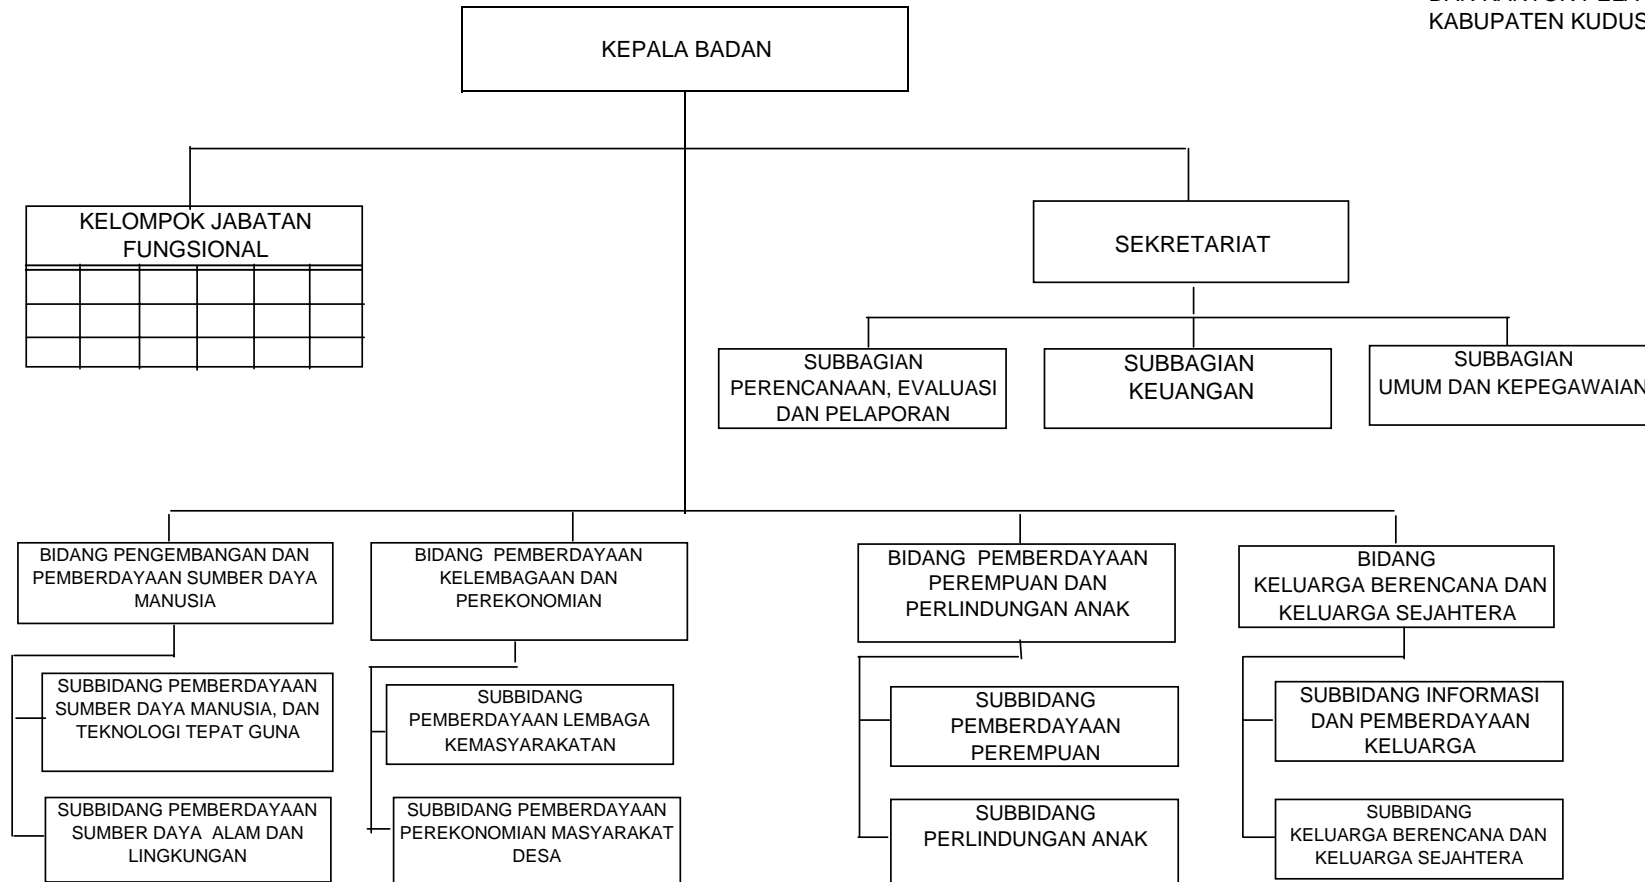 KABUPATEN KUDUS
KEPALA BADAN
KELOMPOK JABATAN
FUNGSIONAL
SEKRETARIAT
SUBBAGIAN
PERENCANAAN, EVALUASI
DAN PELAPORAN
SUBBAGIAN
KEUANGAN
SUBBAGIAN
UMUM DAN KEPEGAWAIAN
BIDANG PENGEMBANGAN DAN
PEMBERDAYAAN SUMBER DAYA
MANUSIA
BIDANG PEMBERDAYAAN
KELEMBAGAAN DAN
PEREKONOMIAN
BIDANG PEMBERDAYAAN
PEREMPUAN DAN
PERLINDUNGAN ANAK
BIDANG
KELUARGA BERENCANA DAN
KELUARGA SEJAHTERA
SUBBIDANG PEMBERDAYAAN
SUMBER DAYA MANUSIA, DAN
TEKNOLOGI TEPAT GUNA
SUBBIDANG
PEMBERDAYAAN LEMBAGA
KEMASYARAKATAN
SUBBIDANG
PEMBERDAYAAN
PEREMPUAN
SUBBIDANG INFORMASI
DAN PEMBERDAYAAN
KELUARGA
SUBBIDANG PEMBERDAYAAN
SUMBER DAYA ALAM DAN
LINGKUNGAN
SUBBIDANG PEMBERDAYAAN
PEREKONOMIAN MASYARAKAT
DESA
SUBBIDANG
PERLINDUNGAN ANAK
SUBBIDANG
KELUARGA BERENCANA DAN
KELUARGA SEJAHTERA